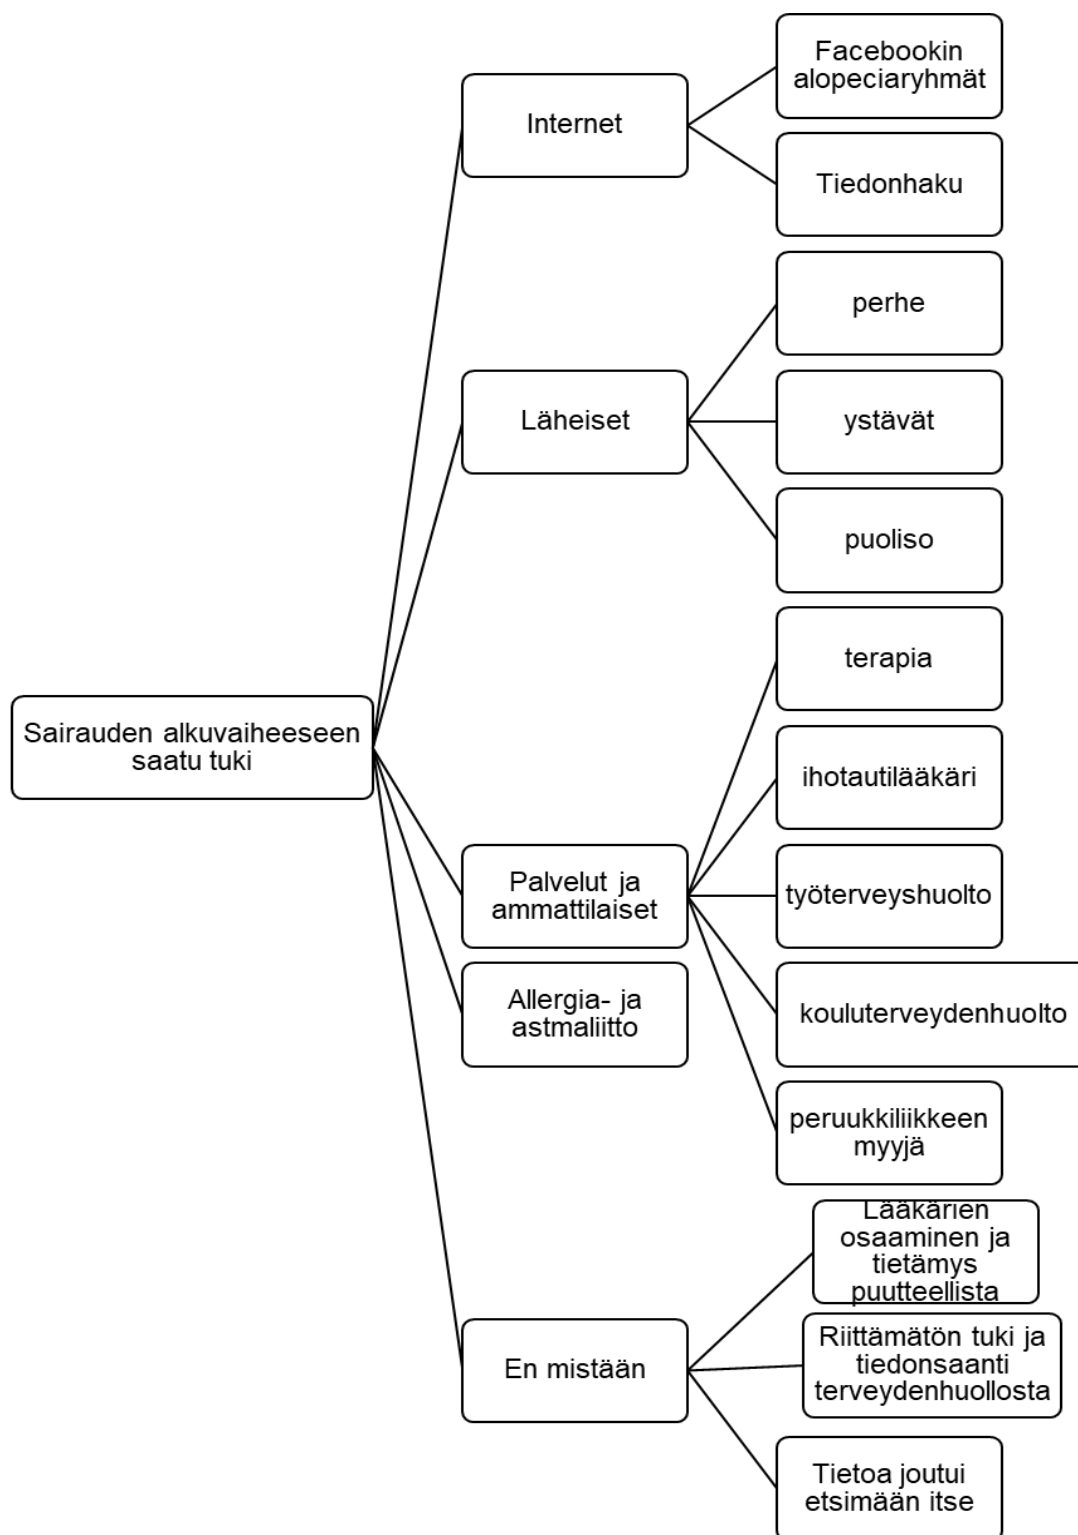 Facebookin
alopeciaryhmät
Internet
Tiedonhaku
perhe
Läheiset
ystävät
puoliso
terapia
Sairauden alkuvaiheeseen
saatu tuki
ihotautilääkäri
Palvelut ja
ammattilaiset
työterveyshuolto
Allergia- ja
astmaliitto
kouluterveydenhuolto
peruukkiliikkeen
myyjä
Lääkärien
osaaminen ja
tietämys
puutteellista
En mistään
Riittämätön tuki ja
tiedonsaanti
terveydenhuollosta
Tietoa joutui
etsimään itse